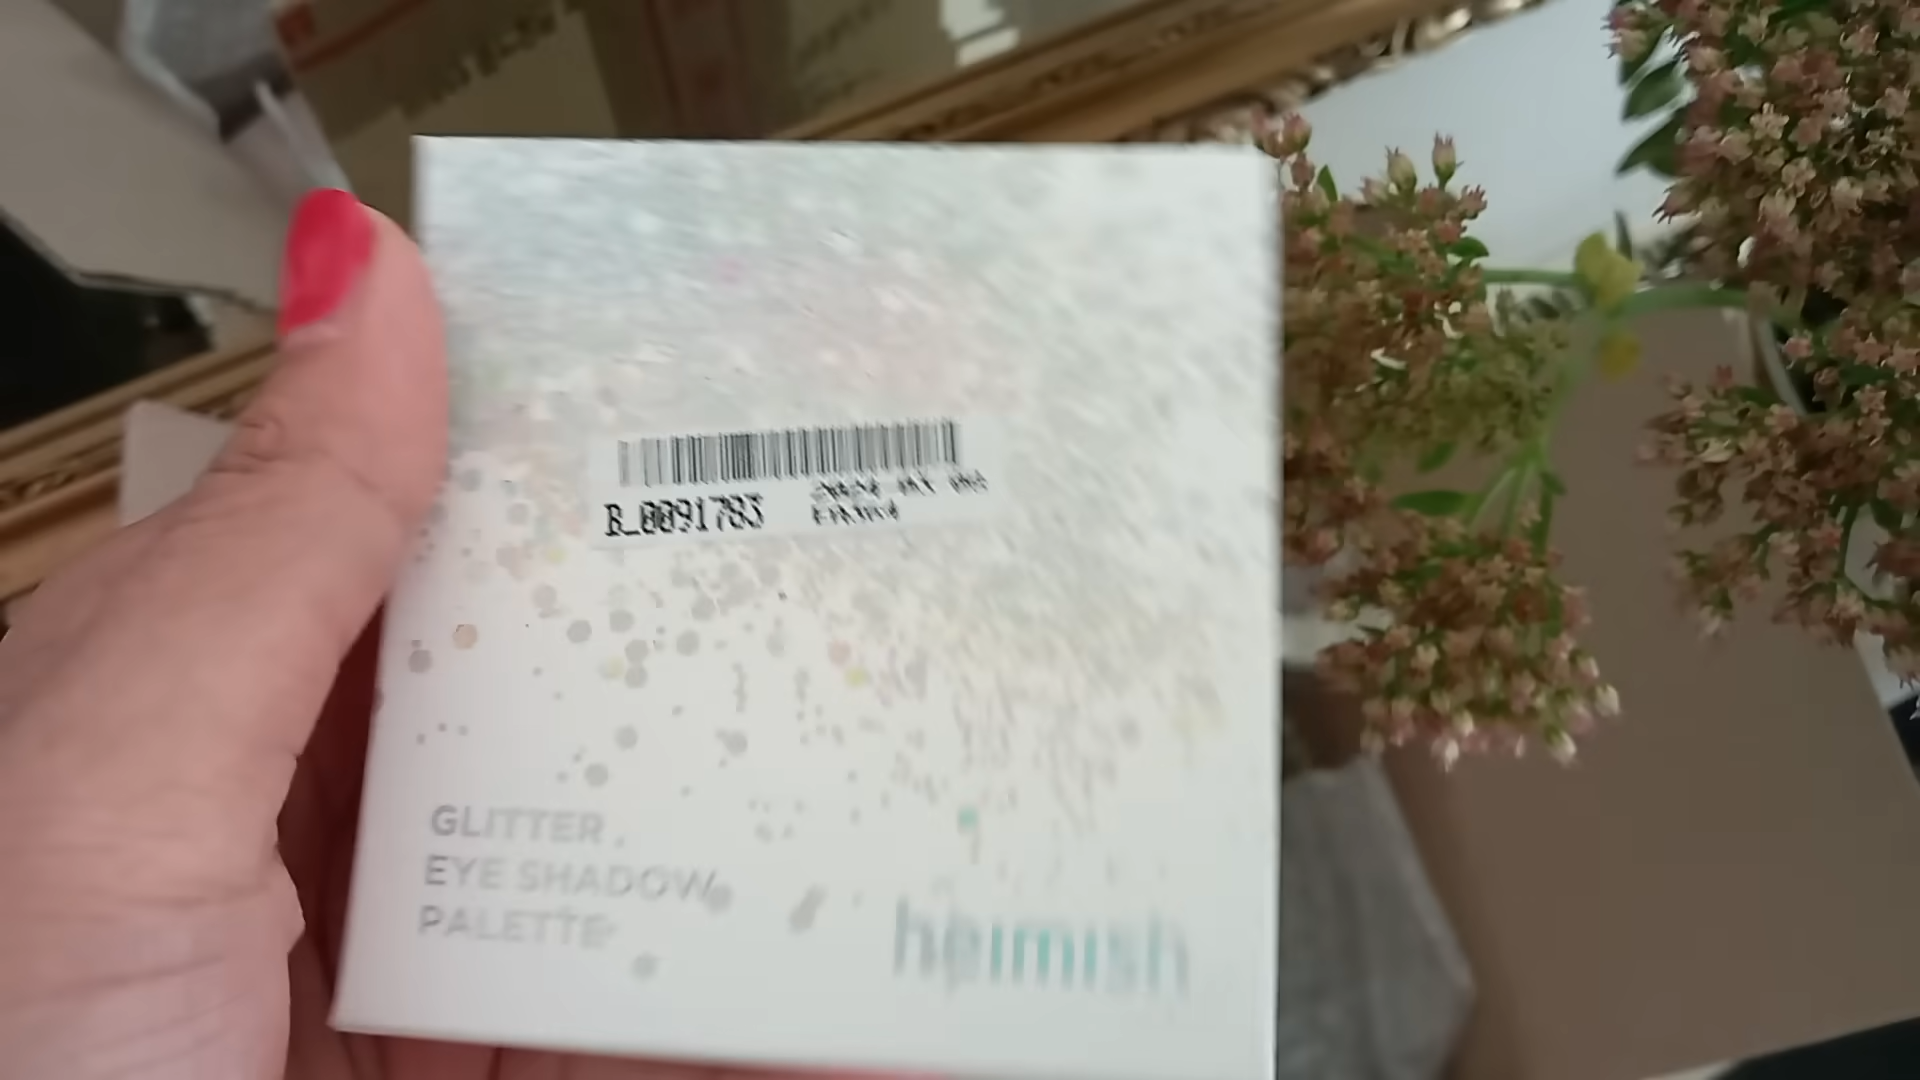 B_0091783
GLITTER
EYE SHADOW
PALETTE
heimish